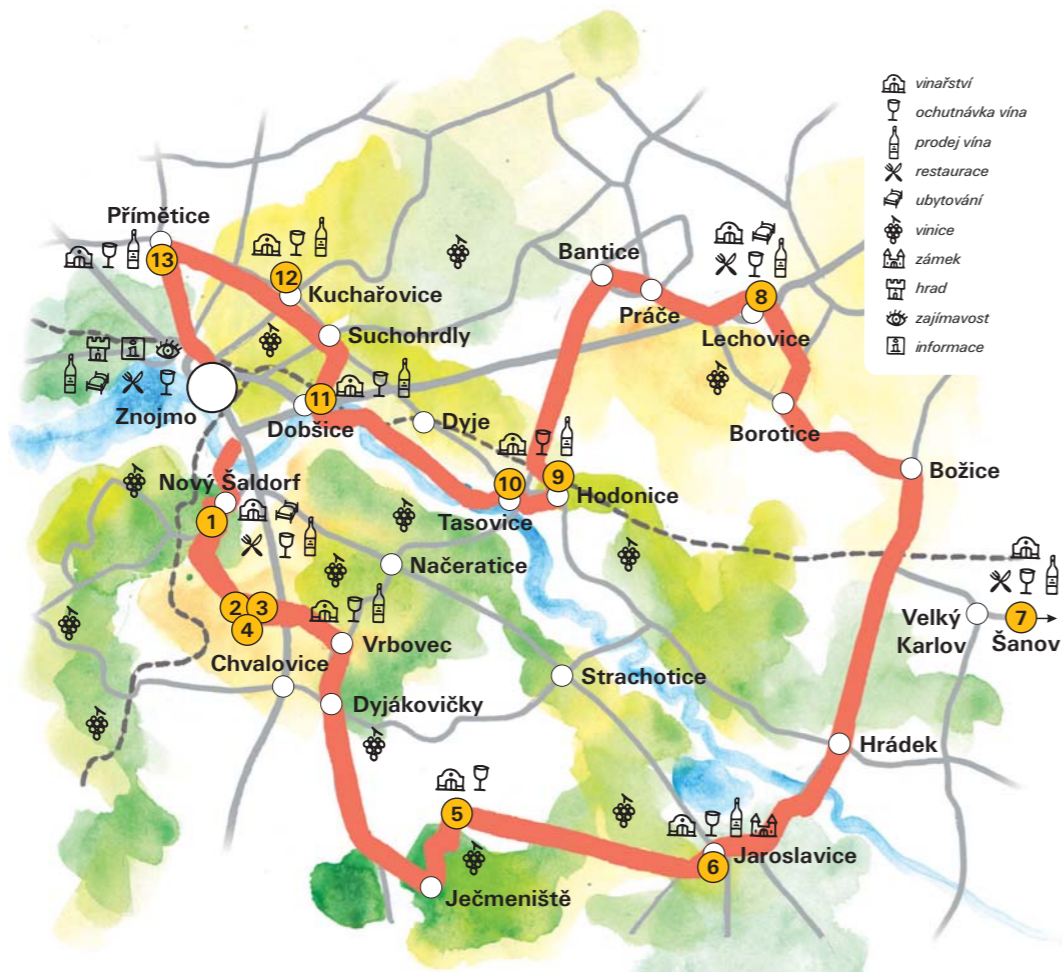 vinařství
ochutnávka vína
prodej vína
restaurace
ubytování
vinice
zámek
hrad
zajímavost
informace
Přímětice
13
12
Kuchařovice
Suchohrdly
Bantice
Práče
8
Lechovice
Znojmo
11
Dobšice
Dyje
Borotice
Božice
10
9
Hodonice
Tasovice
Nový Šaldorf
1
Načeratice
2
3
4
Vrbovec
Chvalovice
Dyjákovičky
Strachotice
Velký
Karlov
7
Šanov
Hrádek
5
6
Jaroslavice
Ječmeniště